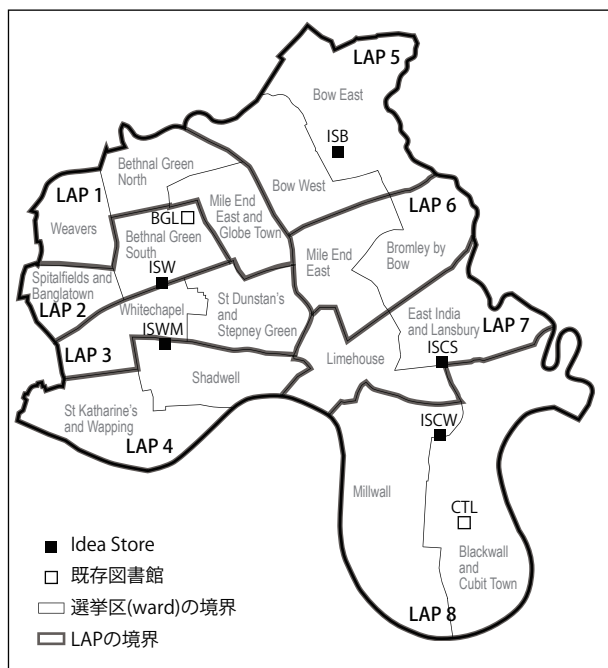 LAP 5
Bow East
ISB
Bethnal Green
North
LAP 1
Weavers
BGL
Bethnal Green
South
Mile End
East and
Globe Town
Bow West
LAP 6
Mile End
East
Bromley by
Bow
Spitalfields and
Banglatown
LAP 2
ISW
Whitechapel
St Dunstan's
and
Stepney Green
LAP 3
ISWM
East India
and Lansbury
LAP 7
ISCS
Limehouse
Shadwell
St Katharine's
and Wapping
LAP 4
ISCW
Millwall
CTL
Blackwall
and
Cubit Town
LAP 8
Idea Store
既存図書館
選挙区(ward)の境界
LAPの境界